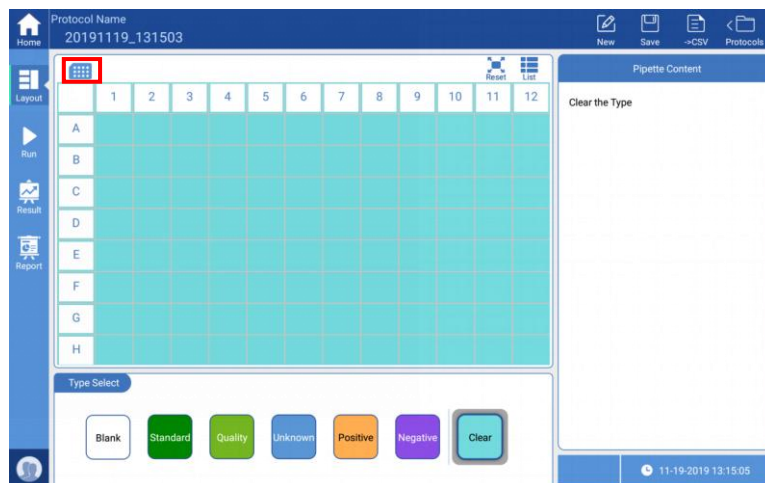 Protocol Name
20191119_131503
Home
New
Save
->CSV
Protocols
Layout
Run
Result
Report
Reset
List
1 2 3 4 5 6 7 8 9 10 11 12
A
B
C
D
E
F
G
H
Type Select
Blank
Standard
Quality
Unknown
Positive
Negative
Clear
Pipette Content
Clear the Type
11-19-2019 13:15:05